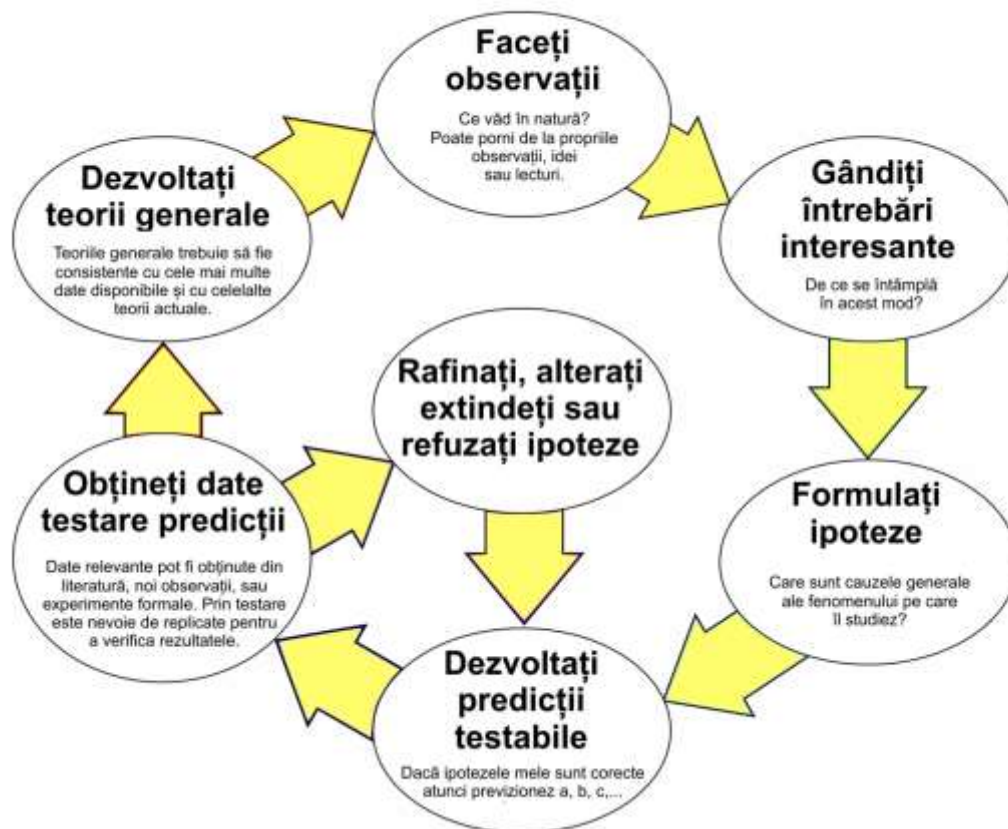 Faceți
observații
Ce văd în natură?
Poate porni de la propriile
observații, idei
sau lecturi.
Gândiți
întrebări
interesante
De ce se întâmplă
în acest mod?
Formulați
ipoteze
Care sunt cauzele generale
ale fenomenului pe care
îl studiez?
Dezvoltați
predicții
testabile
Dacă ipotezele mele sunt corecte
atunci previzionez a, b, c,...
Obțineți date
testare predicții
Date relevante pot fi obținute din
literatură, noi observații, sau
experimente formale. Prin testare
este nevoie de replicate pentru
a verifica rezultatele.
Rafinați, alterați
extindeți sau
refuzați ipoteze
Dezvoltați
teorii generale
Teoriile generale trebuie să fie
consistente cu cele mai multe
date disponibile și cu celelalte
teorii actuale.